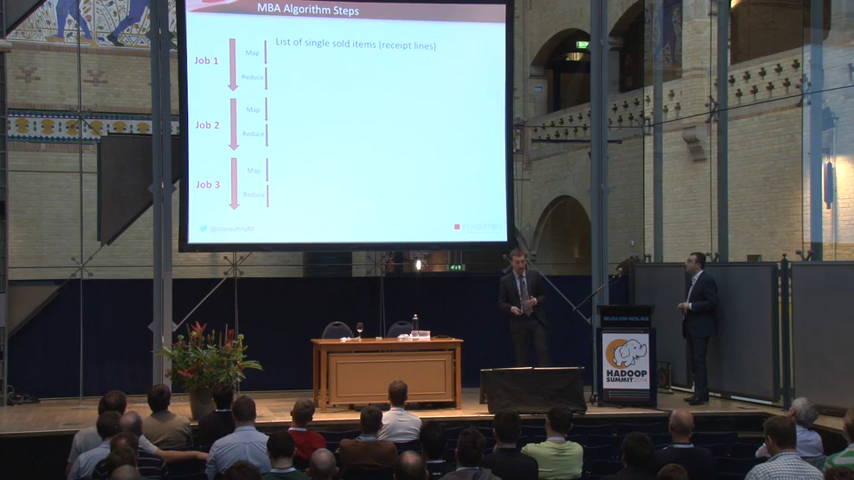 MBA Algorithm Steps
List of single sold items (receipt lines)
Job 1
Map
Reduce
Job 2
Map
Reduce
Job 3
Map
Reduce
HADOOP
SUMMIT